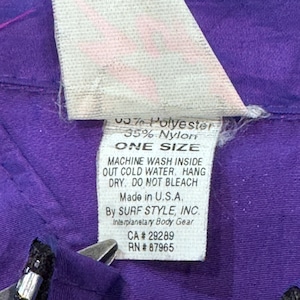 65% Polyester
35% Nylon
ONE SIZE
MACHINE WASH INSIDE
OUT COLD WATER. HANG
DRY. DO NOT BLEACH
Made in U.S.A.
By SURF STYLE, INC.
Interplanetary Body Gear
CA # 29289
RN # 87965